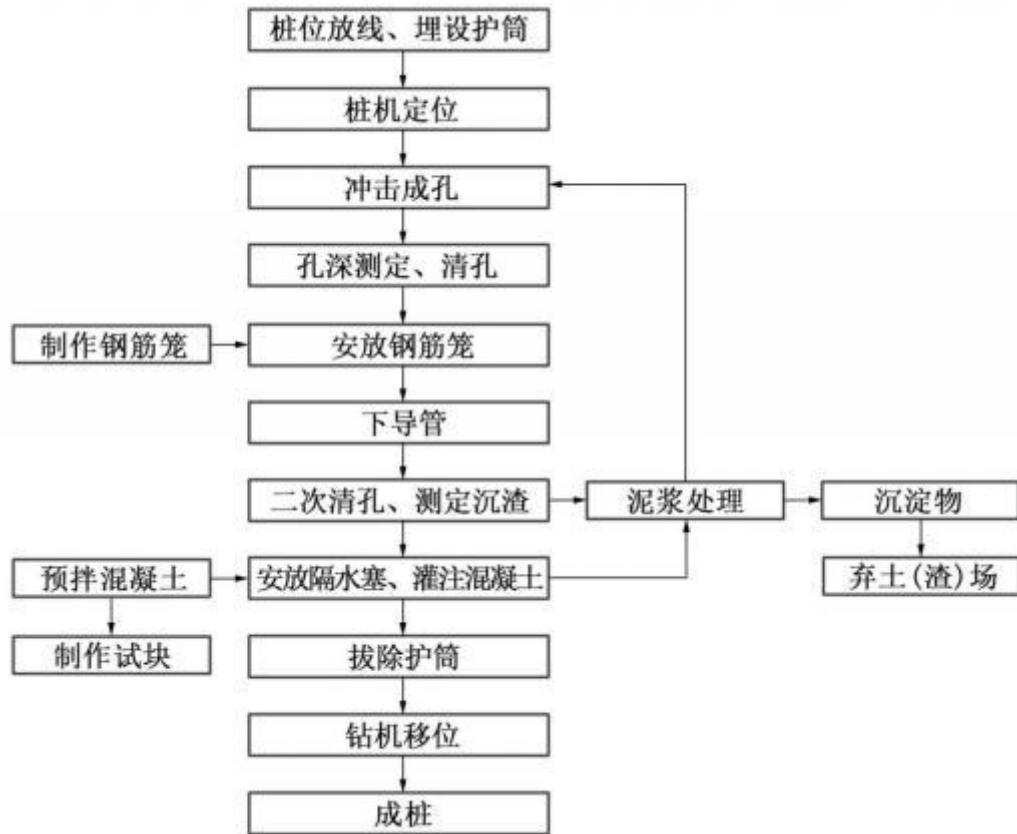 桩位放线、埋设护筒
桩机定位
冲击成孔
孔深测定、清孔
制作钢筋笼
安放钢筋笼
下导管
二次清孔、测定沉渣
泥浆处理
沉淀物
预拌混凝土
安放隔水塞、灌注混凝土
弃土(渣)场
制作试块
拔除护筒
钻机移位
成桩